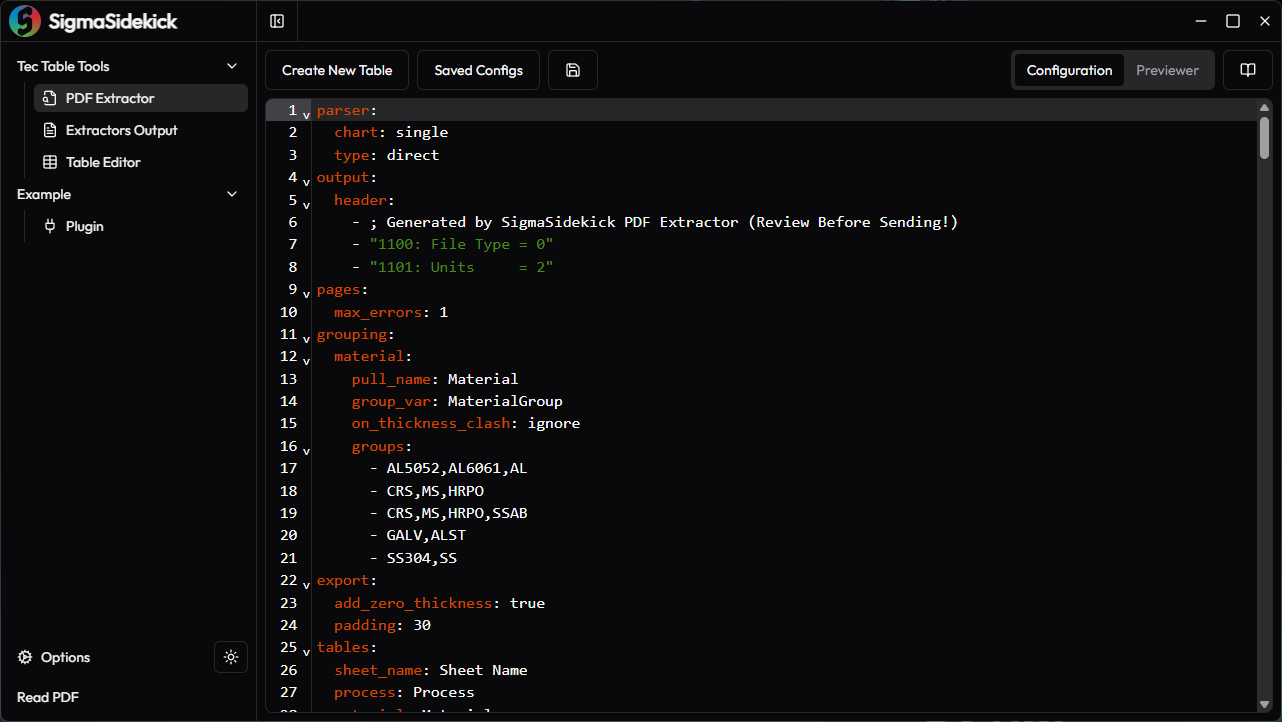 SigmaSidekick
Tec Table Tools
PDF Extractor
Extractors Output
Table Editor
Example
Plugin
Options
Read PDF
Create New Table
Saved Configs
Configuration
Previewer
1 parser:
2 chart: single
3 type: direct
4 output:
5 header:
6 - ; Generated by SigmaSidekick PDF Extractor (Review Before Sending!)
7 - "1100: File Type = 0"
8 - "1101: Units     = 2"
9 pages:
10 max_errors: 1
11 grouping:
12 material:
13 pull_name: Material
14 group_var: MaterialGroup
15 on_thickness_clash: ignore
16 groups:
17 - AL5052,AL6061,AL
18 - CRS,MS,HRPO
19 - CRS,MS,HRPO,SSAB
20 - GALV,ALST
21 - SS304,SS
22 export:
23 add_zero_thickness: true
24 padding: 30
25 tables:
26 sheet_name: Sheet Name
27 process: Process